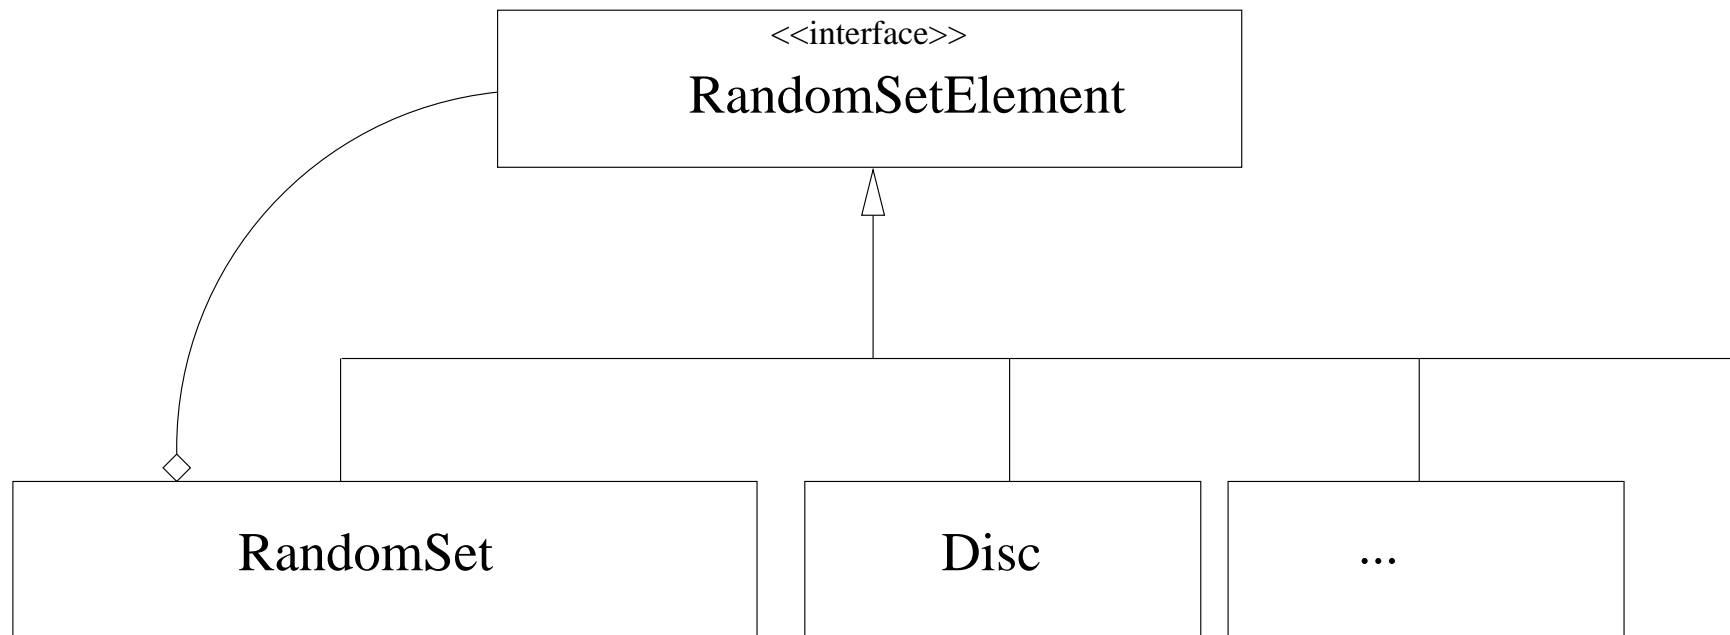 <<interface>>
RandomSetElement
RandomSet
Disc
...